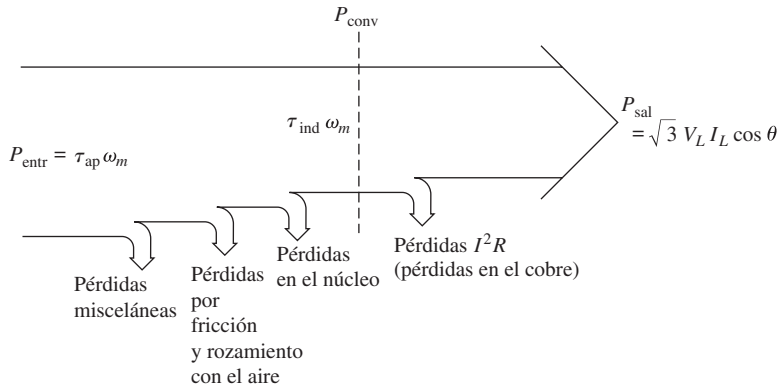 P_conv
τ_ind ω_m
P_entr = τ_ap ω_m
P_sal
= √3 V_L I_L cos θ
Pérdidas
misceláneas
Pérdidas
por
fricción
y rozamiento
con el aire
Pérdidas
en el núcleo
Pérdidas I²R
(pérdidas en el cobre)